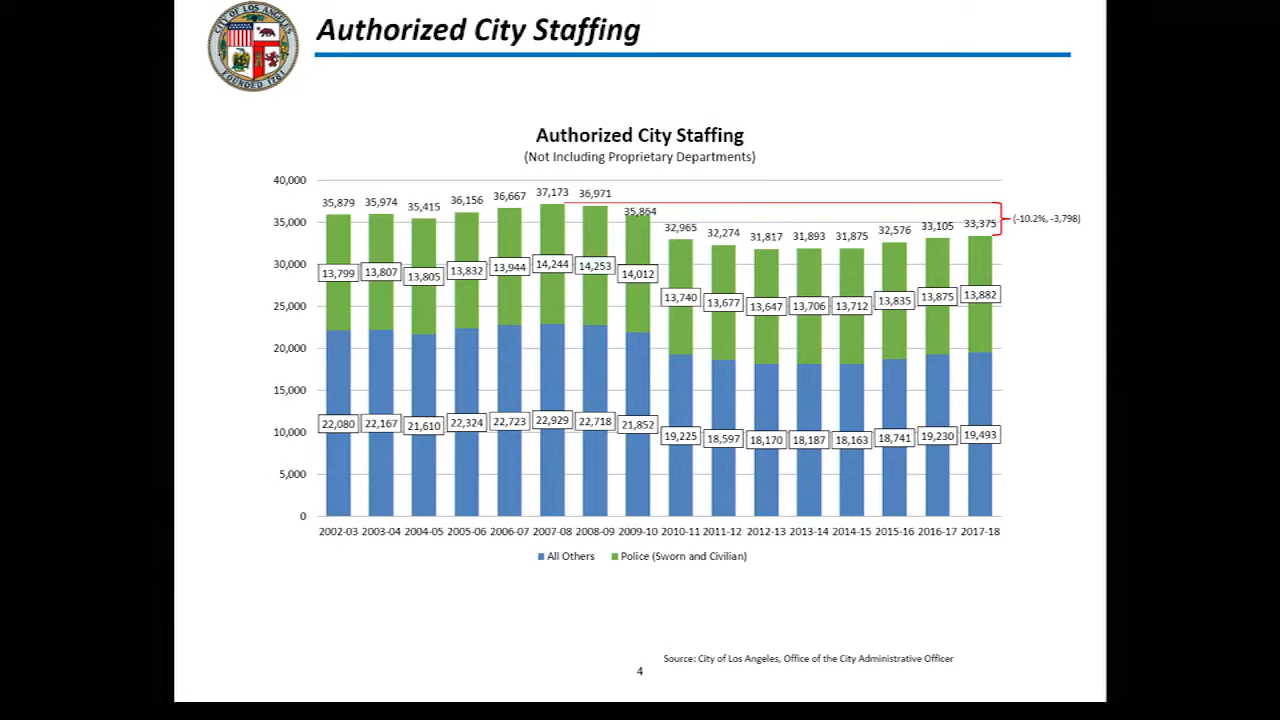 CITY OF LOS ANGELES
FOUNDED 1781
Authorized City Staffing
Authorized City Staffing
(Not Including Proprietary Departments)
40,000
35,000
30,000
25,000
20,000
15,000
10,000
5,000
0
35,879 35,974 35,415 36,156 36,667 37,173 36,971 35,864 32,965 32,274 31,817 31,893 31,875 32,576 33,105 33,375
(-10.2%, -3,798)
13,799 13,807 13,805 13,832 13,944 14,244 14,253 14,012 13,740 13,677 13,647 13,706 13,712 13,835 13,875 13,882
22,080 22,167 21,610 22,324 22,723 22,929 22,718 21,852 19,225 18,597 18,170 18,187 18,163 18,741 19,230 19,493
2002-03 2003-04 2004-05 2005-06 2006-07 2007-08 2008-09 2009-10 2010-11 2011-12 2012-13 2013-14 2014-15 2015-16 2016-17 2017-18
All Others Police (Sworn and Civilian)
Source: City of Los Angeles, Office of the City Administrative Officer
4